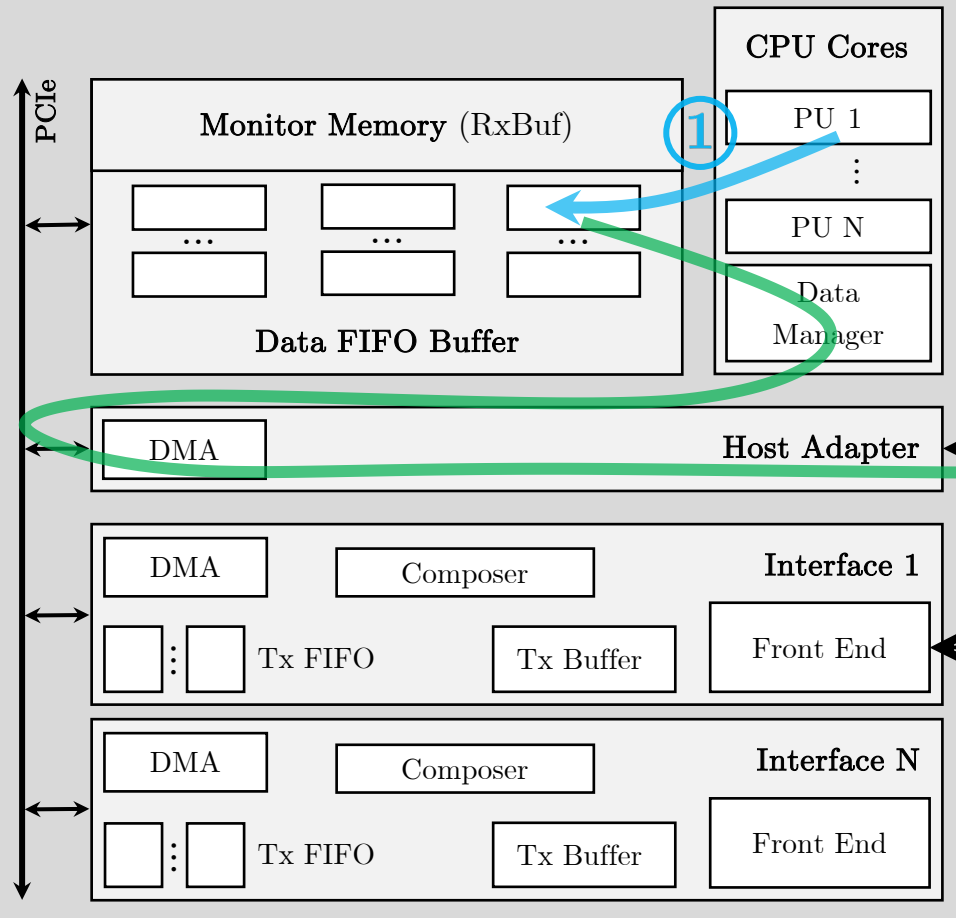 CPU Cores
PCIe
Monitor Memory (RxBuf)
1
PU 1
⋮
PU N
...
...
...
Data
Manager
Data FIFO Buffer
DMA
Host Adapter
DMA
Composer
Interface 1
⋮
Tx FIFO
Tx Buffer
Front End
DMA
Composer
Interface N
⋮
Tx FIFO
Tx Buffer
Front End